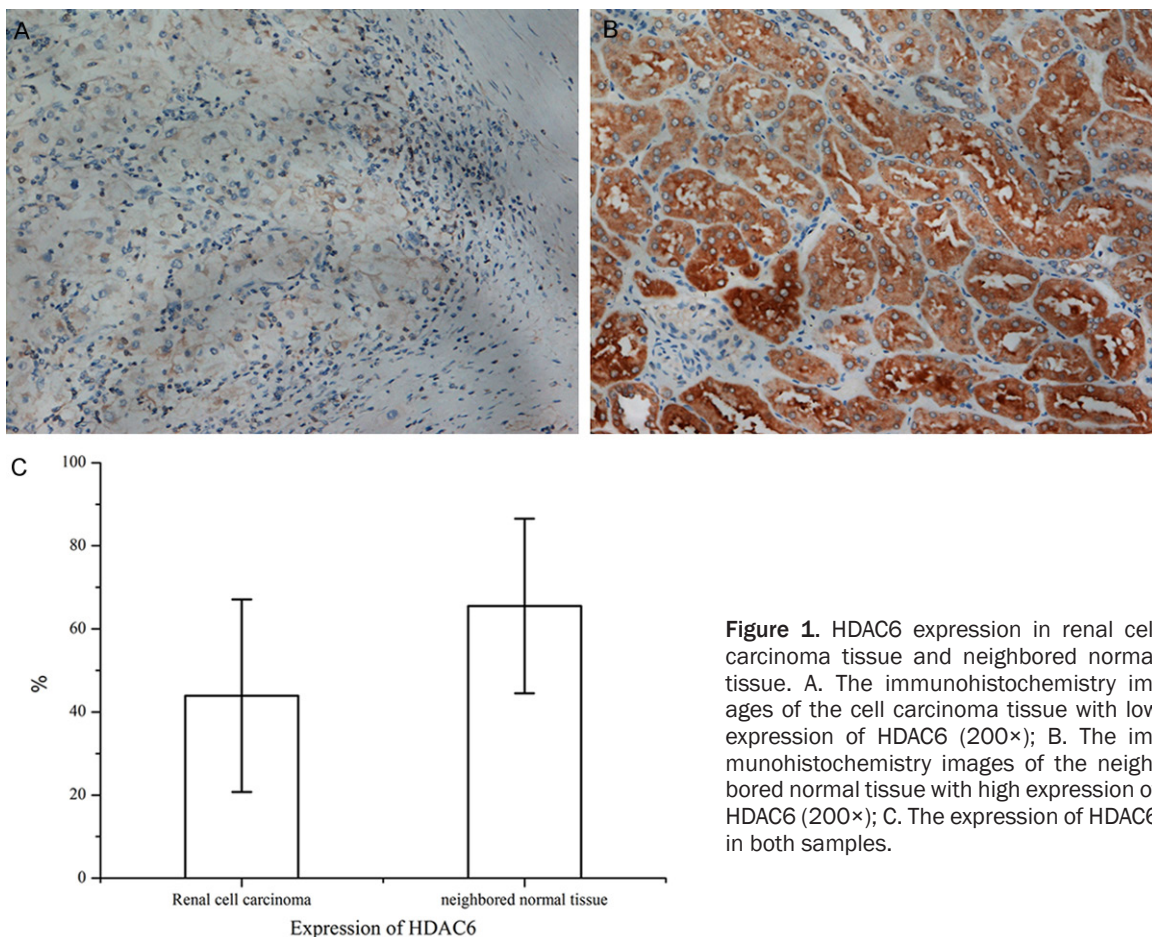 A
B
C
100
80
60
40
20
0
%
Renal cell carcinoma
neighbored normal tissue
Expression of HDAC6
Figure 1. HDAC6 expression in renal cel
carcinoma tissue and neighbored norma
tissue. A. The immunohistochemistry im-
ages of the cell carcinoma tissue with low
expression of HDAC6 (200×); B. The im-
munohistochemistry images of the neigh-
bored normal tissue with high expression o
HDAC6 (200×); C. The expression of HDAC6
in both samples.